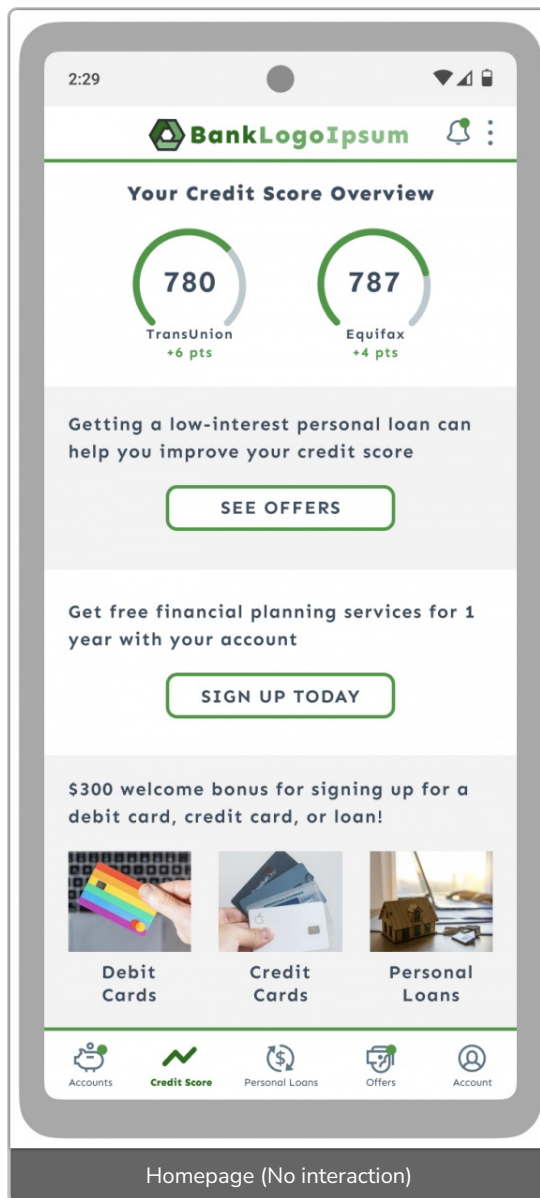 2:29
BankLogoIpsum
Your Credit Score Overview
780
787
TransUnion
Equifax
+6 pts
+4 pts
Getting a low-interest personal loan can
help you improve your credit score
SEE OFFERS
Get free financial planning services for 1
year with your account
SIGN UP TODAY
$300 welcome bonus for signing up for a
debit card, credit card, or loan!
Debit
Cards
Credit
Cards
Personal
Loans
Accounts
Credit Score
Personal Loans
Offers
Account
Homepage (No interaction)